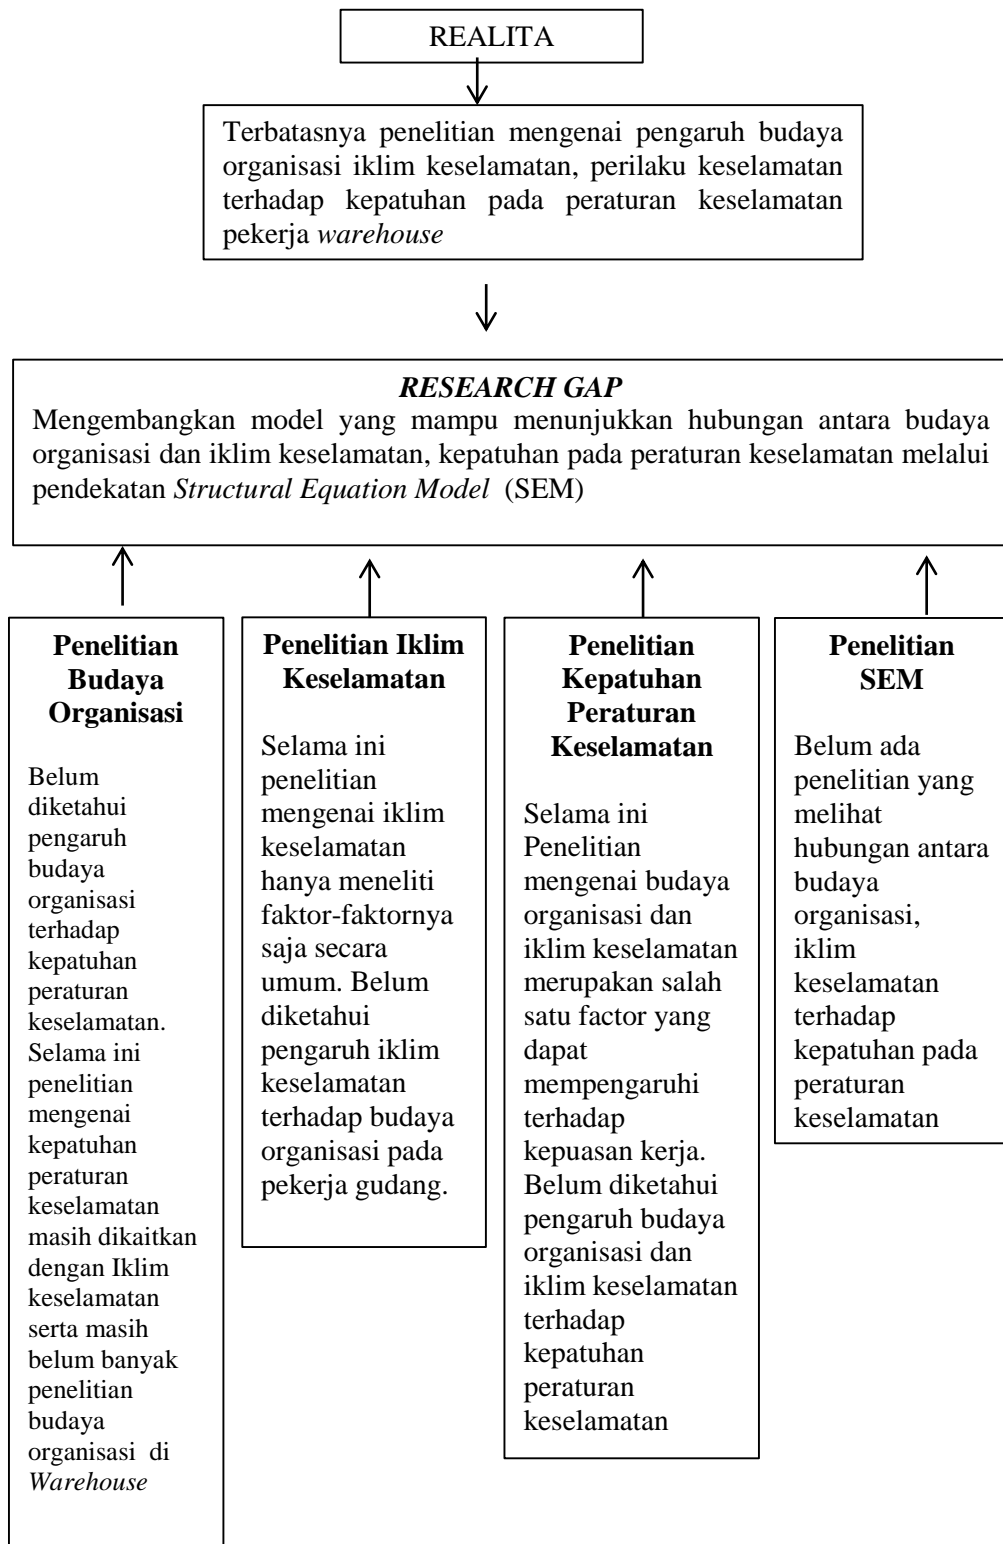 REALITA
Terbatasnya penelitian mengenai pengaruh budaya
organisasi iklim keselamatan, perilaku keselamatan
terhadap kepatuhan pada peraturan keselamatan
pekerja warehouse
RESEARCH GAP
Mengembangkan model yang mampu menunjukkan hubungan antara budaya
organisasi dan iklim keselamatan, kepatuhan pada peraturan keselamatan melalui
pendekatan Structural Equation Model (SEM)
Penelitian
Budaya
Organisasi
Belum
diketahui
pengaruh
budaya
organisasi
terhadap
kepatuhan
peraturan
keselamatan.
Selama ini
penelitian
mengenai
kepatuhan
peraturan
keselamatan
masih dikaitkan
dengan Iklim
keselamatan
serta masih
belum banyak
penelitian
budaya
organisasi di
Warehouse
Penelitian Iklim
Keselamatan
Selama ini
penelitian
mengenai iklim
keselamatan
hanya meneliti
faktor-faktornya
saja secara
umum. Belum
diketahui
pengaruh iklim
keselamatan
terhadap budaya
organisasi pada
pekerja gudang.
Penelitian
Kepatuhan
Peraturan
Keselamatan
Selama ini
Penelitian
mengenai budaya
organisasi dan
iklim keselamatan
merupakan salah
satu factor yang
dapat
mempengaruhi
terhadap
kepuasan kerja.
Belum diketahui
pengaruh budaya
organisasi dan
iklim keselamatan
terhadap
kepatuhan
peraturan
keselamatan
Penelitian
SEM
Belum ada
penelitian yang
melihat
hubungan antara
budaya
organisasi,
iklim
keselamatan
terhadap
kepatuhan pada
peraturan
keselamatan